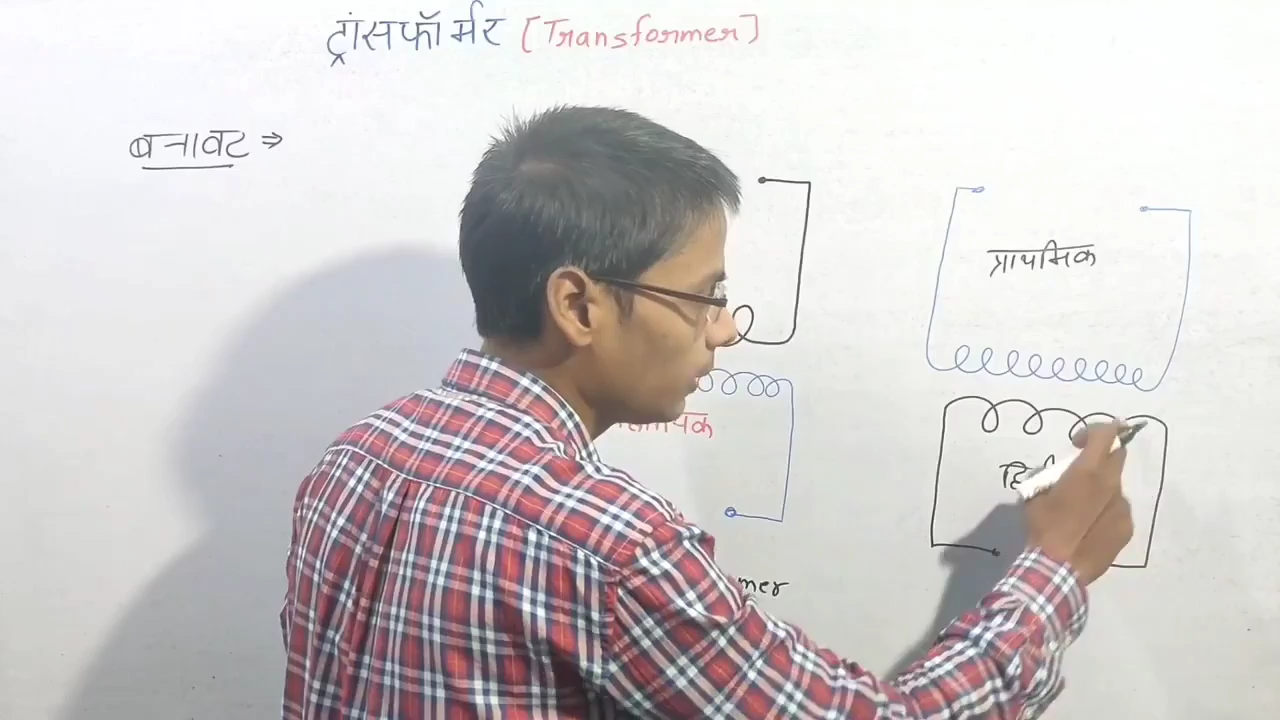 ट्रांसफॉर्मर [Transformer]
बनावट ⇒
प्राथमिक